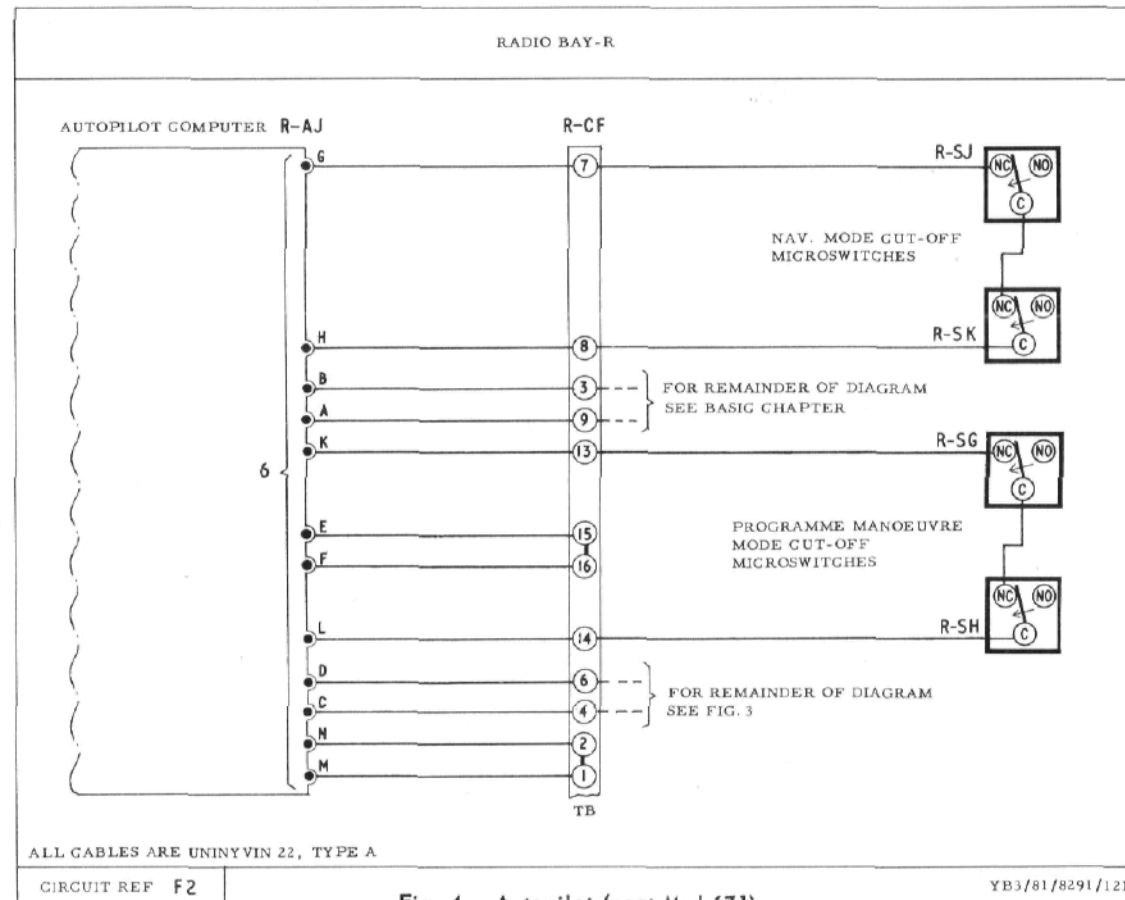 RADIO BAY-R
AUTOPILOT COMPUTER R-AJ
R-CF
G
7
R-SJ
NC
NO
C
NAV. MODE CUT-OFF
MICROSWITCHES
NC
NO
H
8
R-SK
C
B
3
FOR REMAINDER OF DIAGRAM
SEE BASIC CHAPTER
A
9
K
13
R-SG
NC
NO
6
C
E
15
PROGRAMME MANOEUVRE
MODE CUT-OFF
MICROSWITCHES
F
16
NC
NO
L
14
R-SH
C
D
6
FOR REMAINDER OF DIAGRAM
SEE FIG. 3
C
4
N
2
M
1
TB
ALL CABLES ARE UNINYVIN 22, TYPE A
CIRCUIT REF F2
YB3/81/8291/121